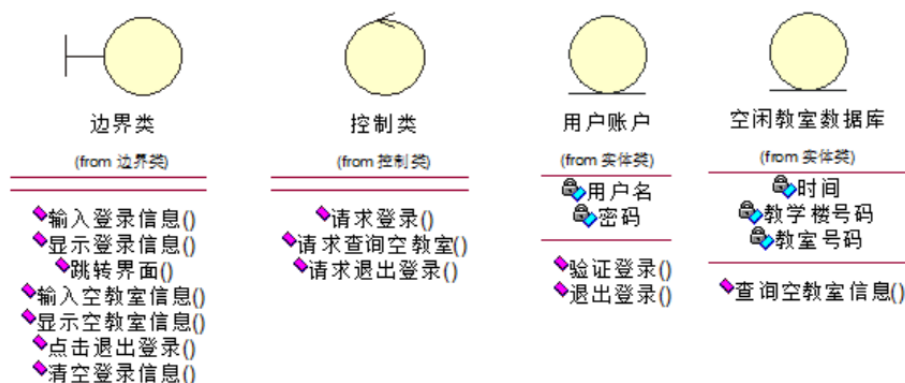 边界类
(from 边界类)
输入登录信息()
显示登录信息()
跳转界面()
输入空教室信息()
显示空教室信息()
点击退出登录()
清空登录信息()
控制类
(from 控制类)
请求登录()
请求查询空教室()
请求退出登录()
用户账户
(from 实体类)
用户名
密码
验证登录()
退出登录()
空闲教室数据库
(from 实体类)
时间
教学楼号码
教室号码
查询空教室信息()